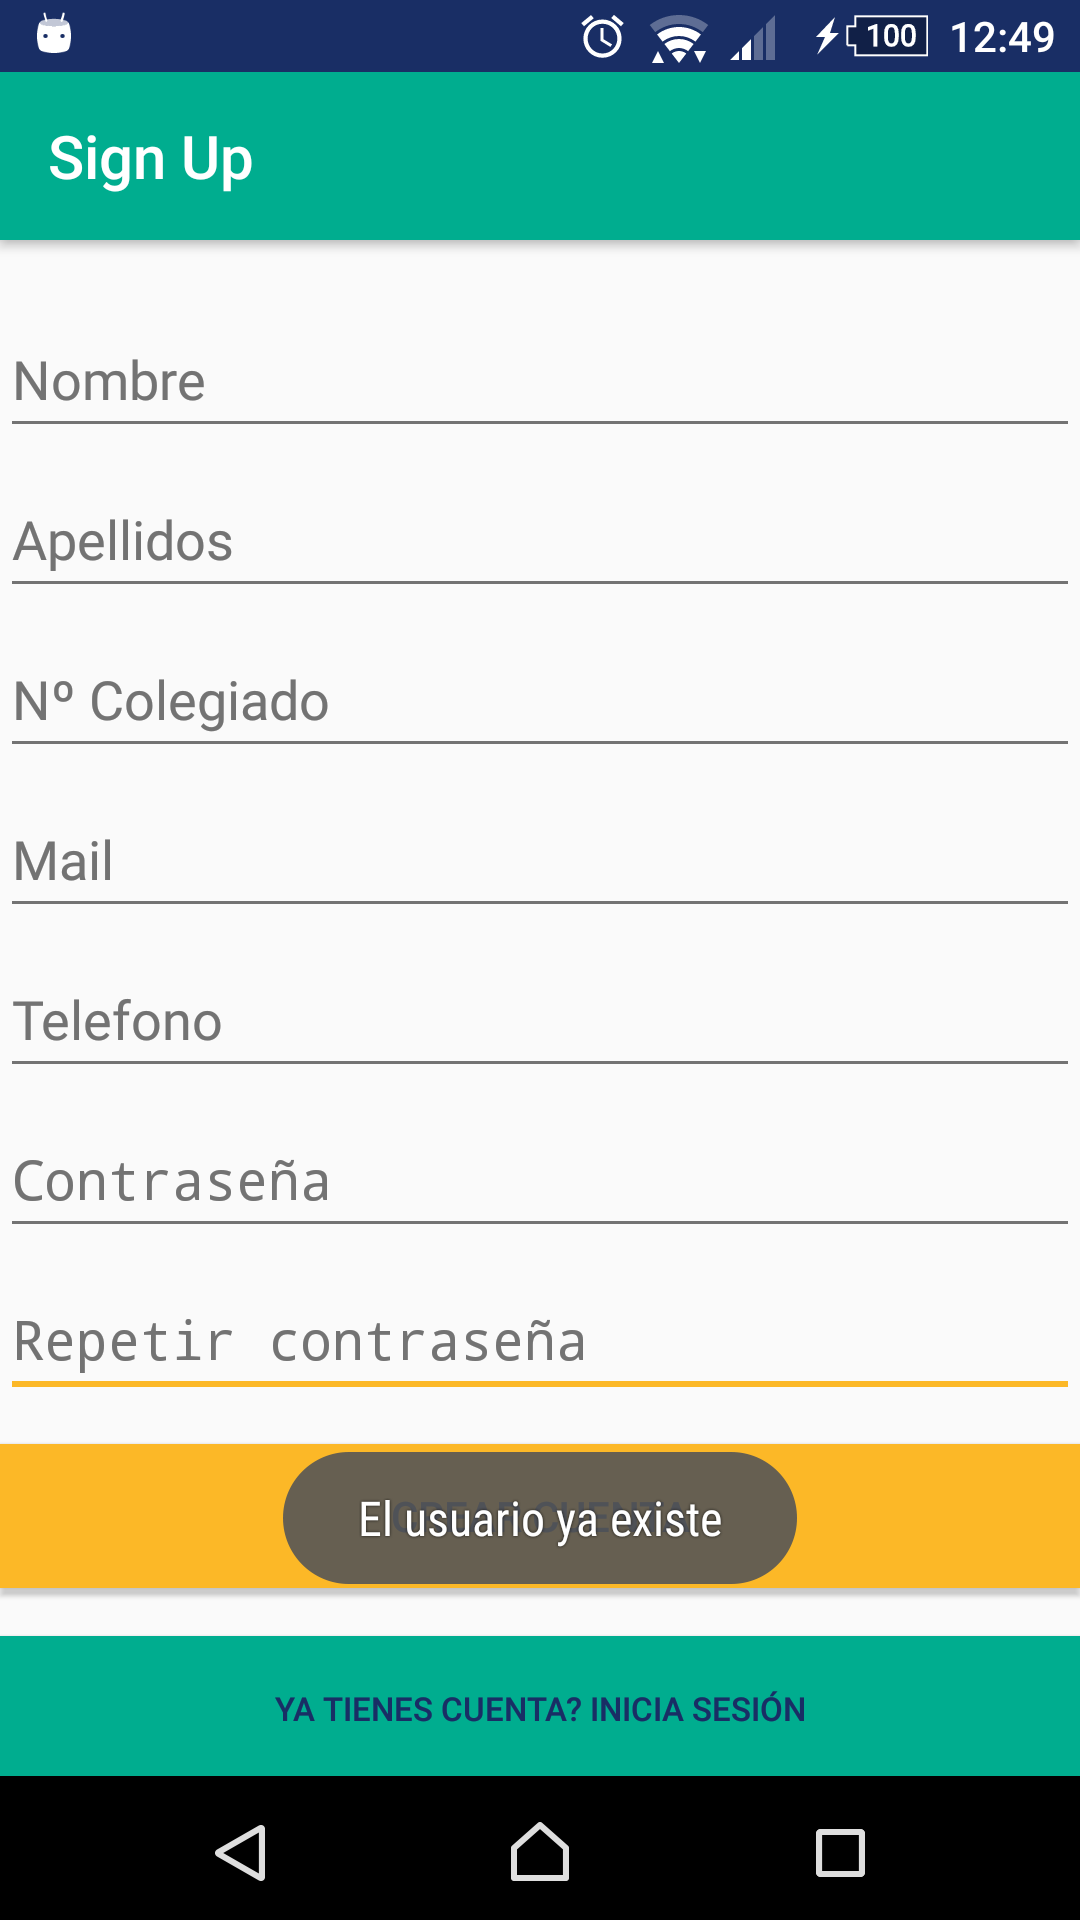 100 12:49
Sign Up
Nombre
Apellidos
Nº Colegiado
Mail
Telefono
Contraseña
Repetir contraseña
El usuario ya existe
YA TIENES CUENTA? INICIA SESIÓN